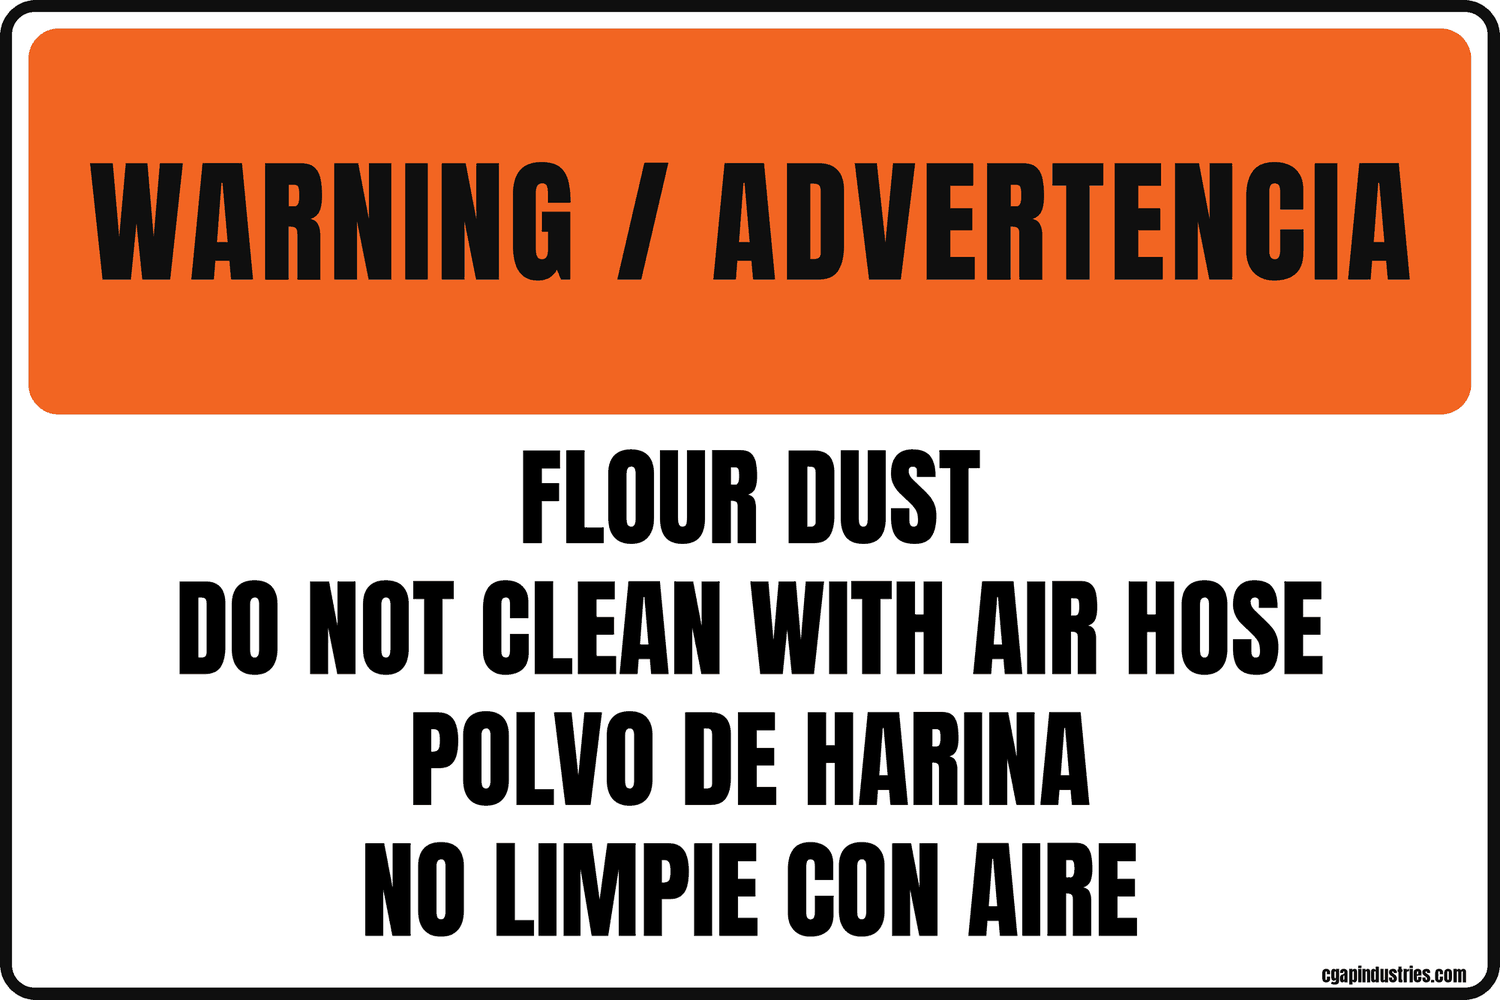 WARNING / ADVERTENCIA
FLOUR DUST
DO NOT CLEAN WITH AIR HOSE
POLVO DE HARINA
NO LIMPIE CON AIRE
cgapindustries.com